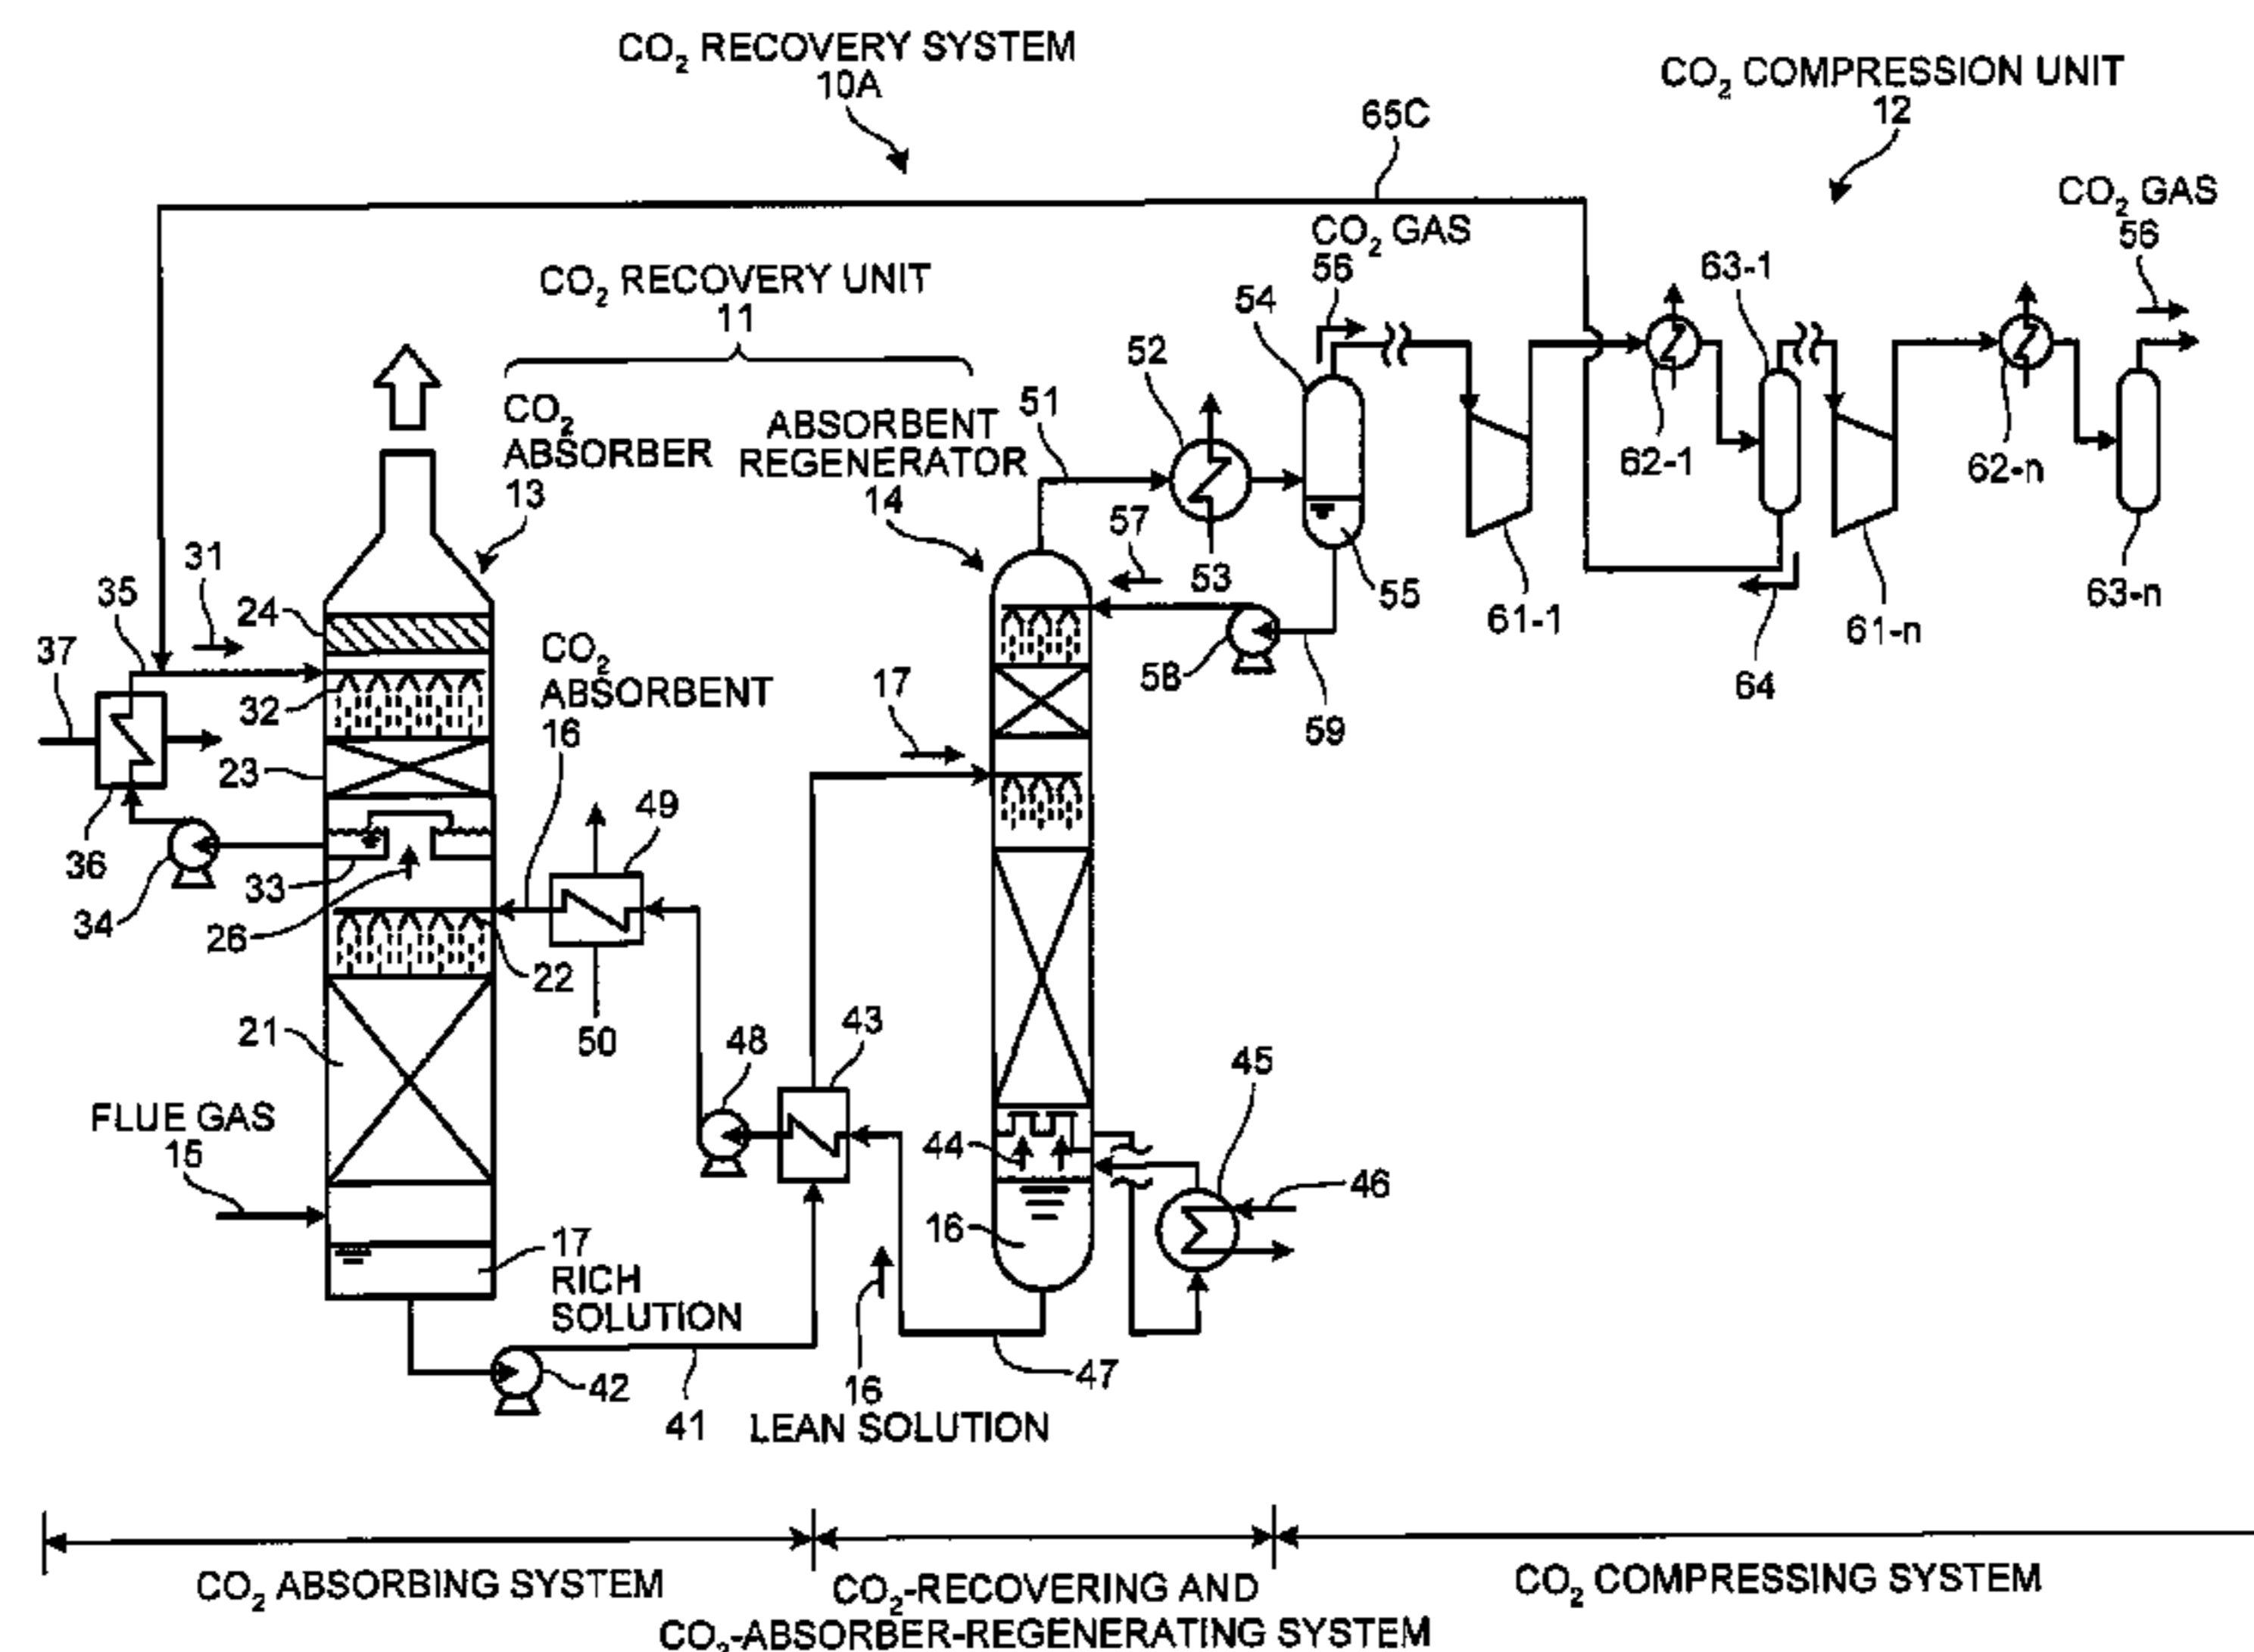 CO₂ RECOVERY SYSTEM
10A
CO₂ COMPRESSION UNIT
12
65C
CO₂ GAS
56
CO₂ GAS
56
CO₂ RECOVERY UNIT
11
63-1
54
52
51
62-1
62-n
CO₂
ABSORBER
13
ABSORBENT
REGENERATOR
14
57
53
55
61-1
61-n
63-n
64
31
35
24
37
32
23
36
34
33
26
CO₂
ABSORBENT
16
17
58
59
49
22
50
21
48
43
45
44
46
16
FLUE GAS
15
17
RICH
SOLUTION
42
41
16
LEAN SOLUTION
47
CO₂ ABSORBING SYSTEM
CO₂-RECOVERING AND
CO₂-ABSORBER-REGENERATING SYSTEM
CO₂ COMPRESSING SYSTEM